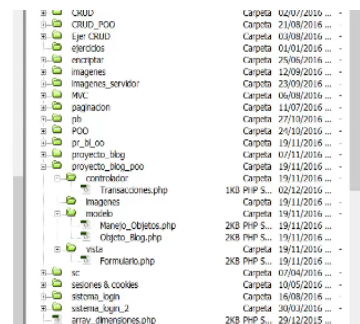 CRUD Carpeta 02/07/2016 ... -
CRUD_POO Carpeta 21/08/2016 ... -
Ejer CRUD Carpeta 03/08/2016 ... -
ejercicios Carpeta 01/01/2016 ... -
encriptar Carpeta 25/06/2016 ... -
imagenes Carpeta 12/09/2016 ... -
imagenes_servidor Carpeta 23/09/2016 ... -
MVC Carpeta 06/08/2016 ... -
paginacion Carpeta 11/07/2016 ... -
pb Carpeta 27/10/2016 ... -
POO Carpeta 24/10/2016 ... -
pr_bl_oo Carpeta 19/11/2016 ... -
proyecto_blog Carpeta 07/11/2016 ... -
proyecto_blog_poo Carpeta 19/11/2016 ... -
controlador Carpeta 19/11/2016 ... -
Transacciones.php 1KB PHP S... 02/12/2016 ...
imagenes Carpeta 19/11/2016 ... -
modelo Carpeta 19/11/2016 ... -
Manejo_Objetos.php 2KB PHP S... 19/11/2016 ...
Objeto_Blog.php 2KB PHP S... 19/11/2016 ...
vista Carpeta 19/11/2016 ... -
Formulario.php 2KB PHP S... 19/11/2016 ...
sc Carpeta 07/04/2016 ... -
sesiones & cookies Carpeta 10/05/2016 ... -
sistema_login Carpeta 16/08/2016 ... -
sistema_login_2 Carpeta 30/03/2016 ... -
array_dimensiones.php 2KB PHP S... 29/12/2015 ...